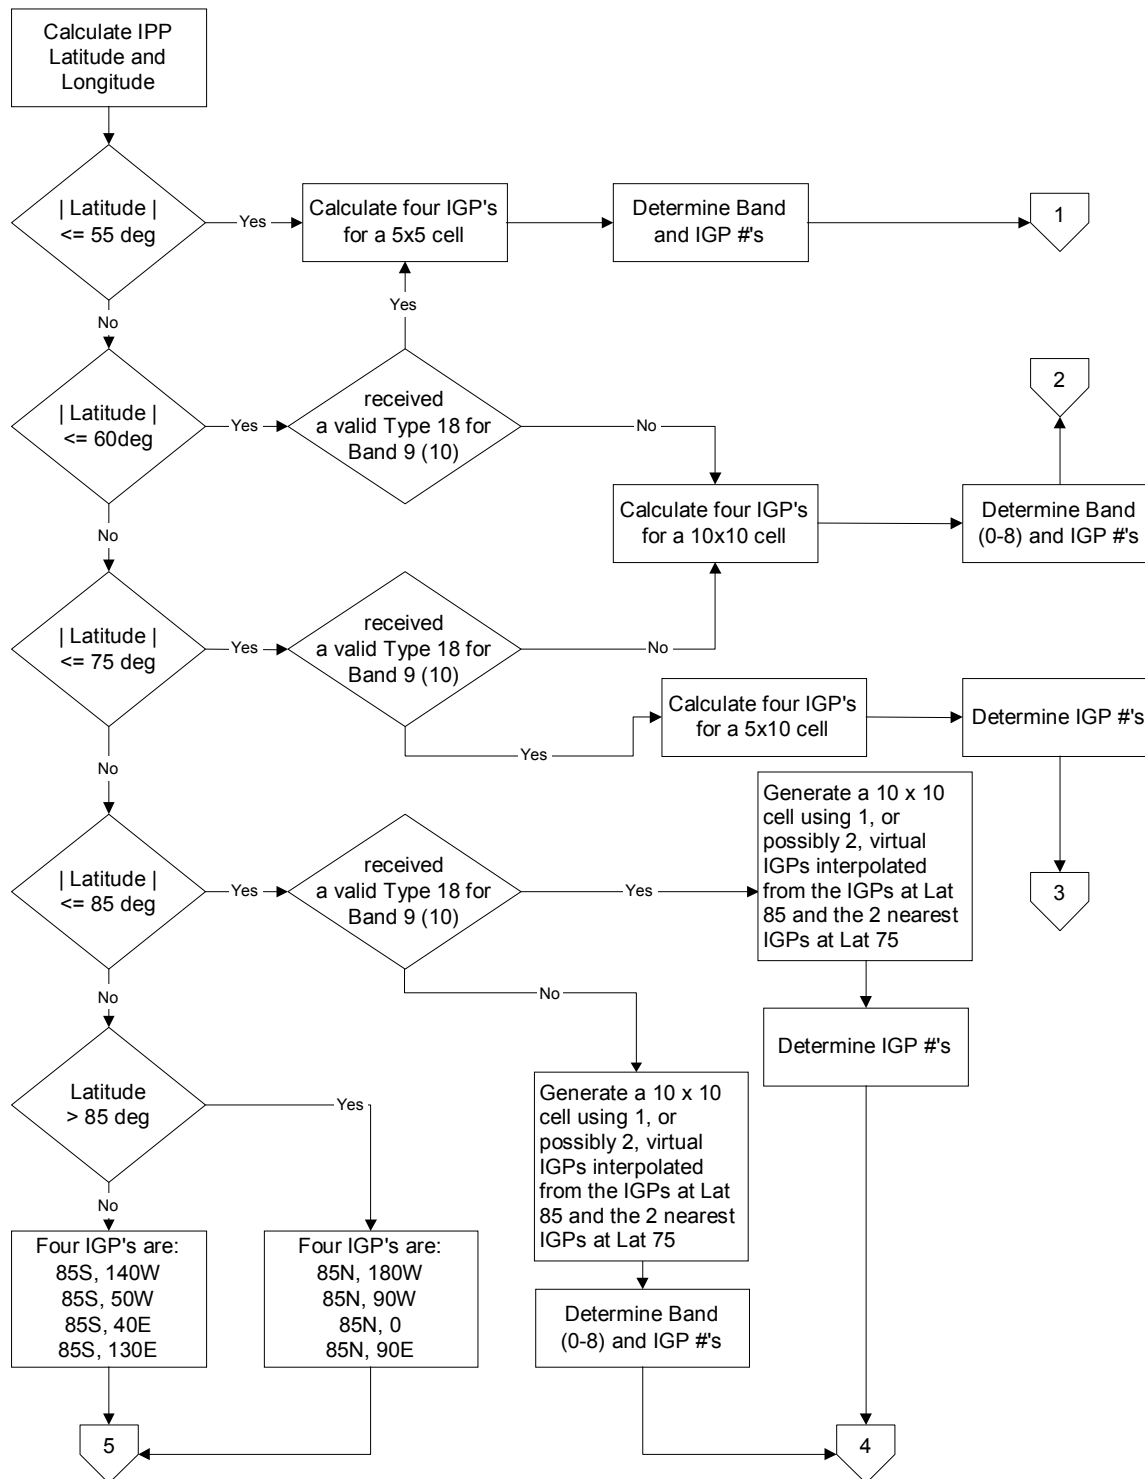 Calculate IPP
Latitude and
Longitude
| Latitude |
<= 55 deg
Yes
Calculate four IGP's
for a 5x5 cell
Determine Band
and IGP #'s
1
No
Yes
| Latitude |
<= 60deg
Yes
received
a valid Type 18 for
Band 9 (10)
No
2
Calculate four IGP's
for a 10x10 cell
Determine Band
(0-8) and IGP #'s
No
| Latitude |
<= 75 deg
Yes
received
a valid Type 18 for
Band 9 (10)
No
Yes
Calculate four IGP's
for a 5x10 cell
Determine IGP #'s
3
No
| Latitude |
<= 85 deg
Yes
received
a valid Type 18 for
Band 9 (10)
Yes
Generate a 10 x 10
cell using 1, or
possibly 2, virtual
IGPs interpolated
from the IGPs at Lat
85 and the 2 nearest
IGPs at Lat 75
Determine IGP #'s
No
No
Generate a 10 x 10
cell using 1, or
possibly 2, virtual
IGPs interpolated
from the IGPs at Lat
85 and the 2 nearest
IGPs at Lat 75
Determine Band
(0-8) and IGP #'s
4
Latitude
> 85 deg
Yes
No
Four IGP's are:
85S, 140W
85S, 50W
85S, 40E
85S, 130E
Four IGP's are:
85N, 180W
85N, 90W
85N, 0
85N, 90E
5